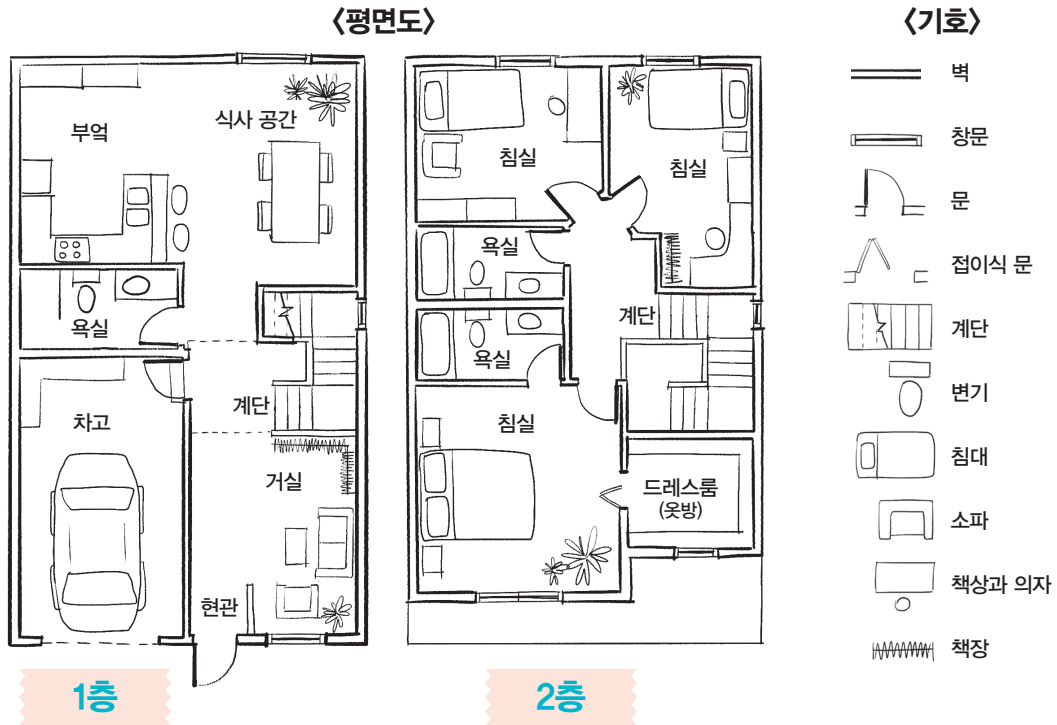 <평면도>
부엌
식사 공간
욕실
차고
계단
거실
현관
1층
침실
침실
욕실
계단
욕실
침실
드레스룸
(옷방)
2층
<기호>
벽
창문
문
접이식 문
계단
변기
침대
소파
책상과 의자
책장